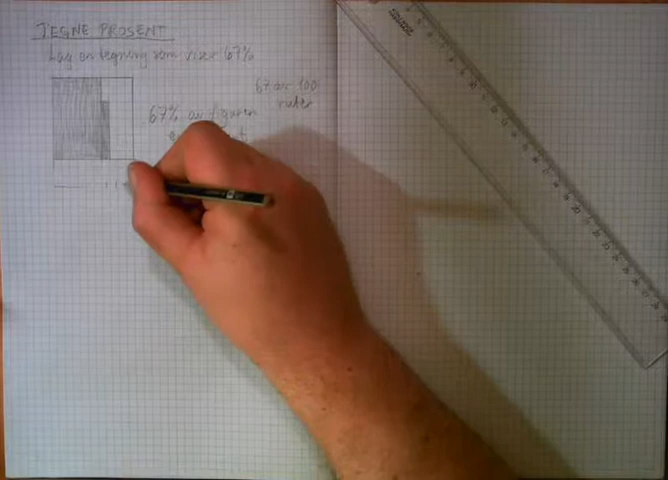 TEGNE PROSENT
Lag en tegning som viser 67%
67 av 100
ruter
67% av figuren